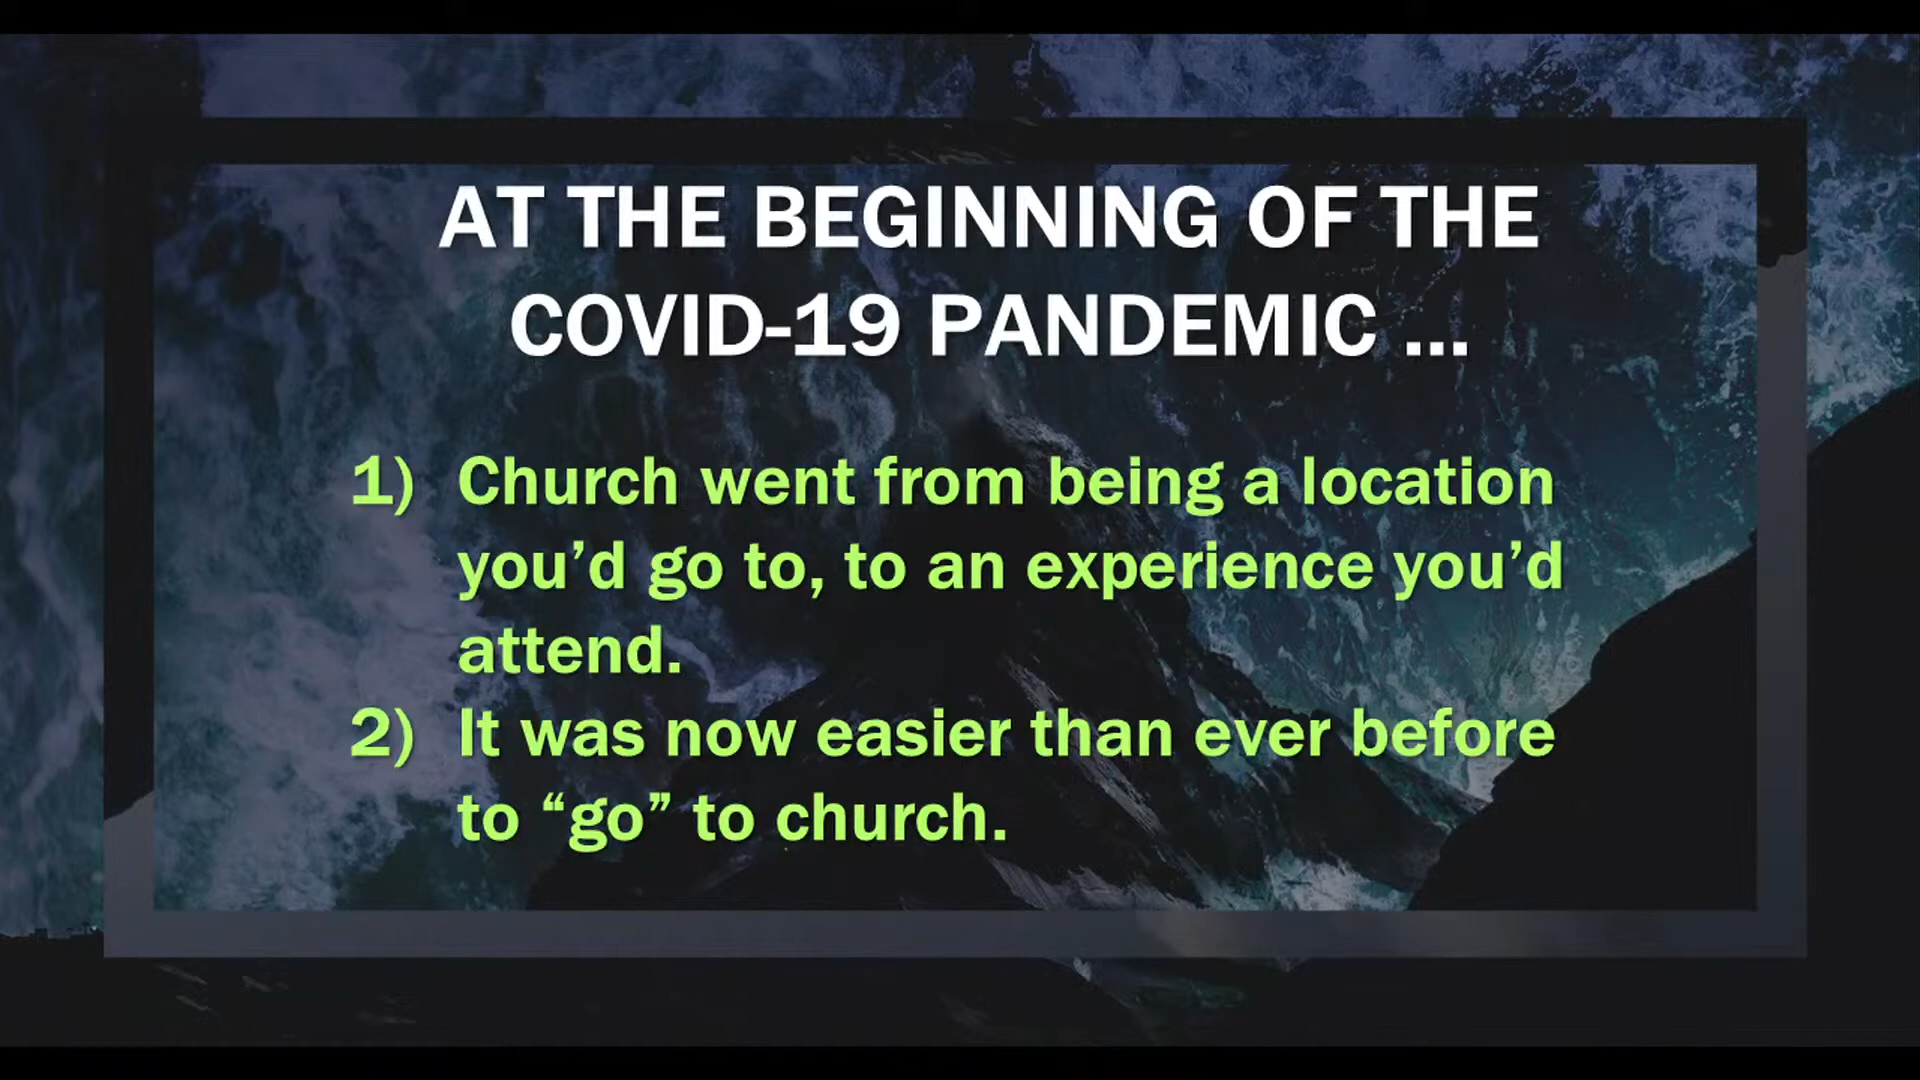 AT THE BEGINNING OF THE
COVID-19 PANDEMIC ...
1) Church went from being a location
you’d go to, to an experience you’d
attend.
2) It was now easier than ever before
to “go” to church.